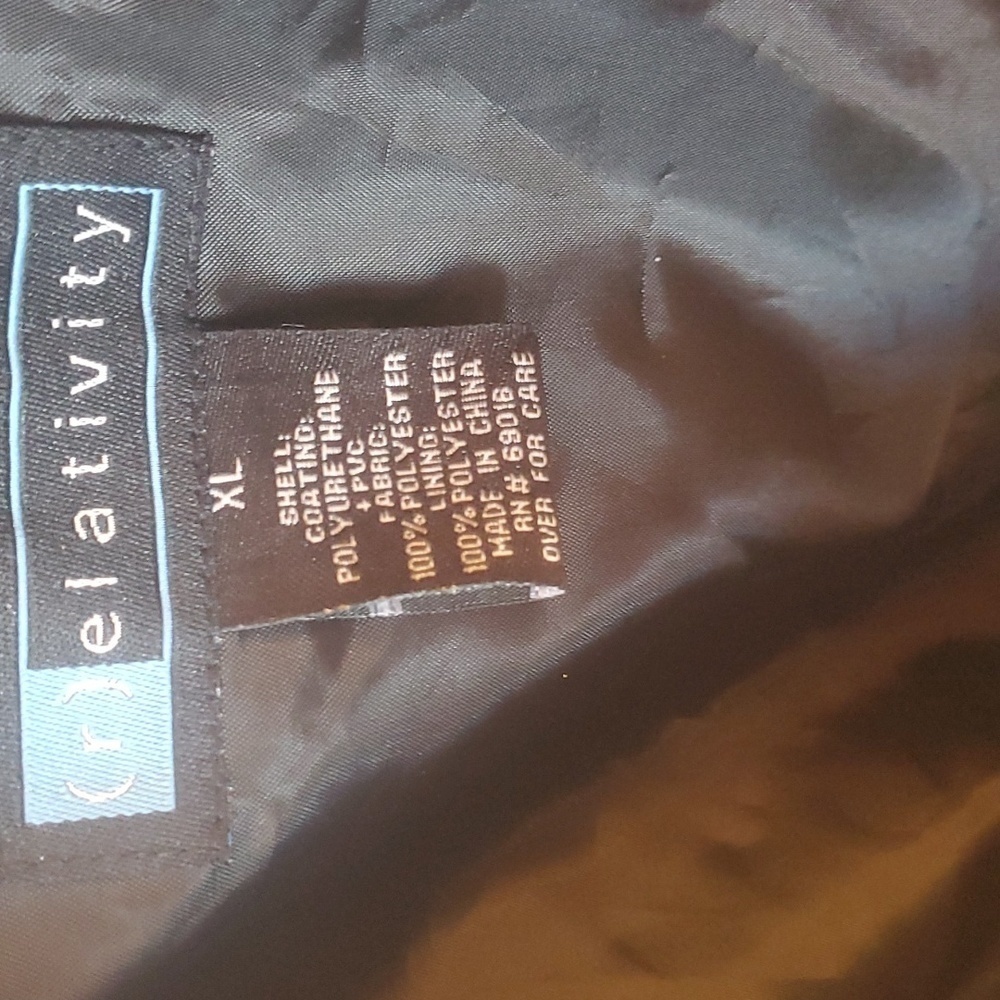 (r)elativity
XL
SHELL:
COATING:
POLYURETHANE
+ PVC
FABRIC:
100% POLYESTER
LINING:
100% POLYESTER
MADE IN CHINA
RN# 69016
OVER FOR CARE